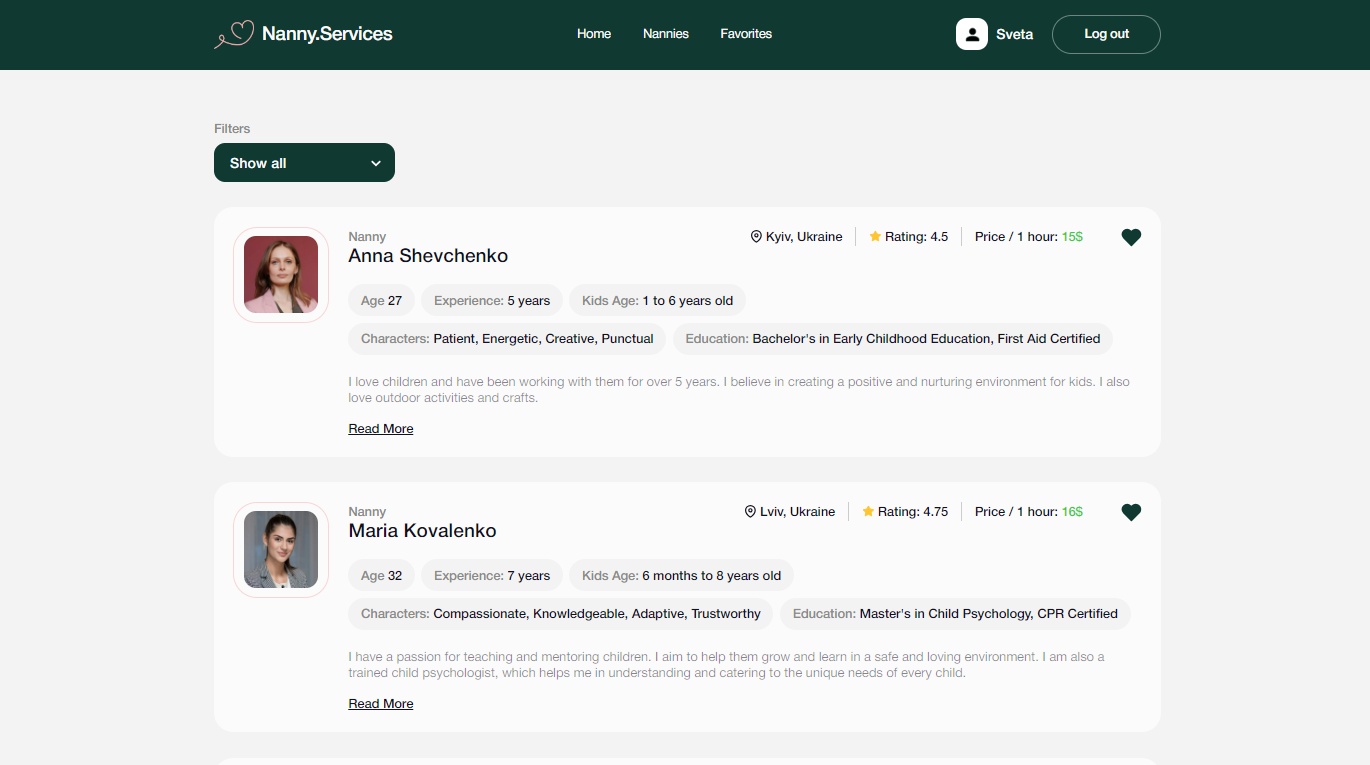 Nanny.Services Home Nannies Favorites Sveta Log out
Filters
Show all
Nanny Kyiv, Ukraine Rating: 4.5 Price / 1 hour: 15$
Anna Shevchenko
Age 27 Experience: 5 years Kids Age: 1 to 6 years old
Characters: Patient, Energetic, Creative, Punctual Education: Bachelor's in Early Childhood Education, First Aid Certified
I love children and have been working with them for over 5 years. I believe in creating a positive and nurturing environment for kids. I also
love outdoor activities and crafts.
Read More
Nanny Lviv, Ukraine Rating: 4.75 Price / 1 hour: 16$
Maria Kovalenko
Age 32 Experience: 7 years Kids Age: 6 months to 8 years old
Characters: Compassionate, Knowledgeable, Adaptive, Trustworthy Education: Master's in Child Psychology, CPR Certified
I have a passion for teaching and mentoring children. I aim to help them grow and learn in a safe and loving environment. I am also a
trained child psychologist, which helps me in understanding and catering to the unique needs of every child.
Read More